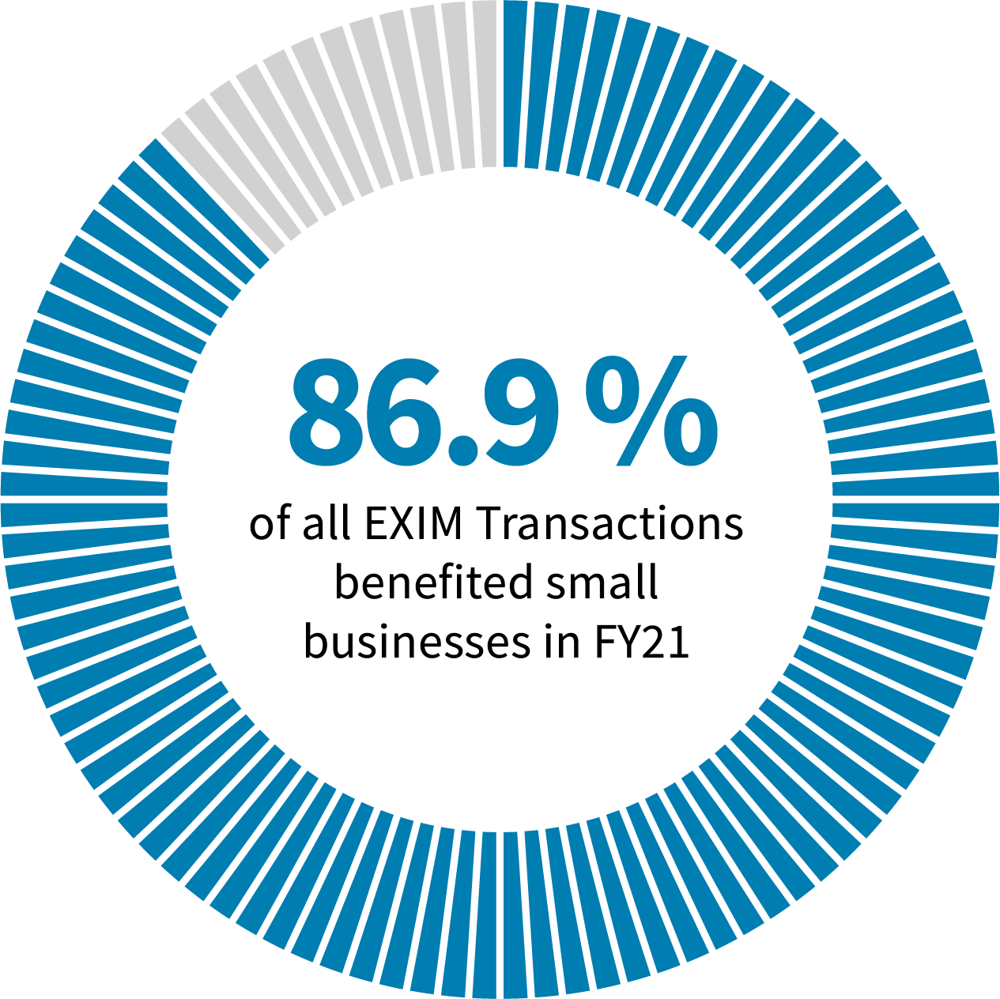 86.9 %
of all EXIM Transactions
benefited small
businesses in FY21